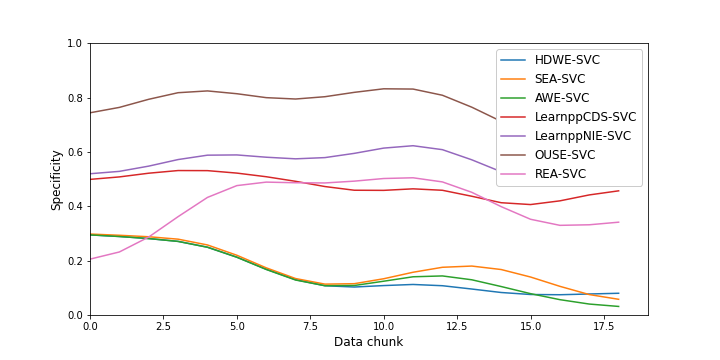 1.0
0.8
0.6
0.4
0.2
0.0
Specificity
0.0 2.5 5.0 7.5 10.0 12.5 15.0 17.5
Data chunk
HDWE-SVC
SEA-SVC
AWE-SVC
LearnppCDS-SVC
LearnppNIE-SVC
OUSE-SVC
REA-SVC